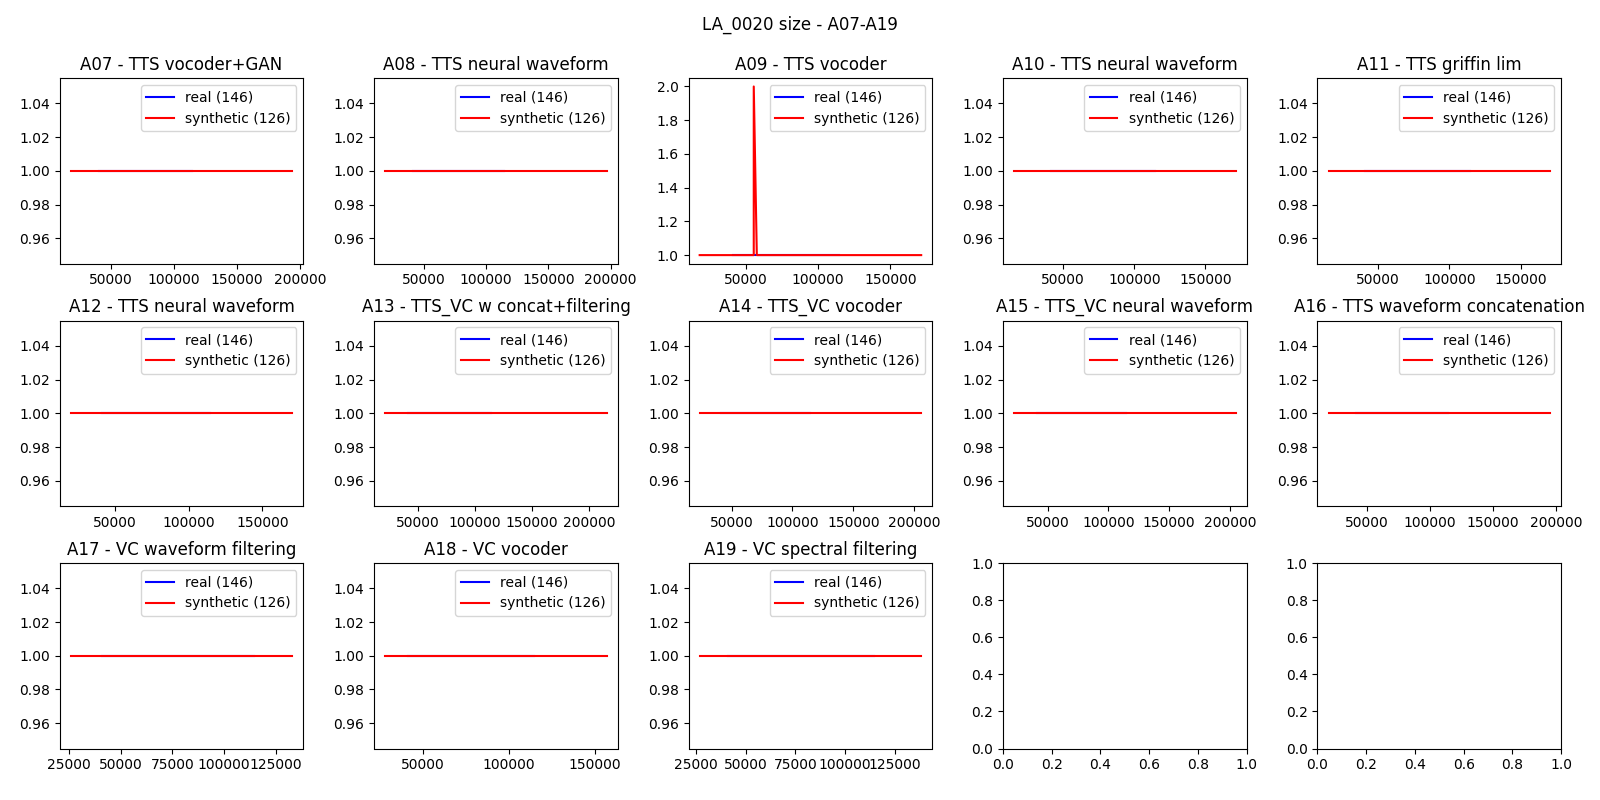 LA_0020 size - A07-A19
A07 - TTS vocoder+GAN
1.04
1.02
1.00
0.98
0.96
real (146)
synthetic (126)
50000 100000 150000 200000
A08 - TTS neural waveform
1.04
1.02
1.00
0.98
0.96
real (146)
synthetic (126)
50000 100000 150000 200000
A09 - TTS vocoder
2.0
1.8
1.6
1.4
1.2
1.0
real (146)
synthetic (126)
50000 100000 150000
A10 - TTS neural waveform
1.04
1.02
1.00
0.98
0.96
real (146)
synthetic (126)
50000 100000 150000
A11 - TTS griffin lim
1.04
1.02
1.00
0.98
0.96
real (146)
synthetic (126)
50000 100000 150000
A12 - TTS neural waveform
1.04
1.02
1.00
0.98
0.96
real (146)
synthetic (126)
50000 100000 150000
A13 - TTS_VC w concat+filtering
1.04
1.02
1.00
0.98
0.96
real (146)
synthetic (126)
50000 100000 150000 200000
A14 - TTS_VC vocoder
1.04
1.02
1.00
0.98
0.96
real (146)
synthetic (126)
50000 100000 150000 200000
A15 - TTS_VC neural waveform
1.04
1.02
1.00
0.98
0.96
real (146)
synthetic (126)
50000 100000 150000 200000
A16 - TTS waveform concatenation
1.04
1.02
1.00
0.98
0.96
real (146)
synthetic (126)
50000 100000 150000 200000
A17 - VC waveform filtering
1.04
1.02
1.00
0.98
0.96
real (146)
synthetic (126)
25000 50000 75000 100000 125000
A18 - VC vocoder
1.04
1.02
1.00
0.98
0.96
real (146)
synthetic (126)
50000 100000 150000
A19 - VC spectral filtering
1.04
1.02
1.00
0.98
0.96
real (146)
synthetic (126)
25000 50000 75000 100000 125000
1.0
0.8
0.6
0.4
0.2
0.0
0.0 0.2 0.4 0.6 0.8 1.0
1.0
0.8
0.6
0.4
0.2
0.0
0.0 0.2 0.4 0.6 0.8 1.0